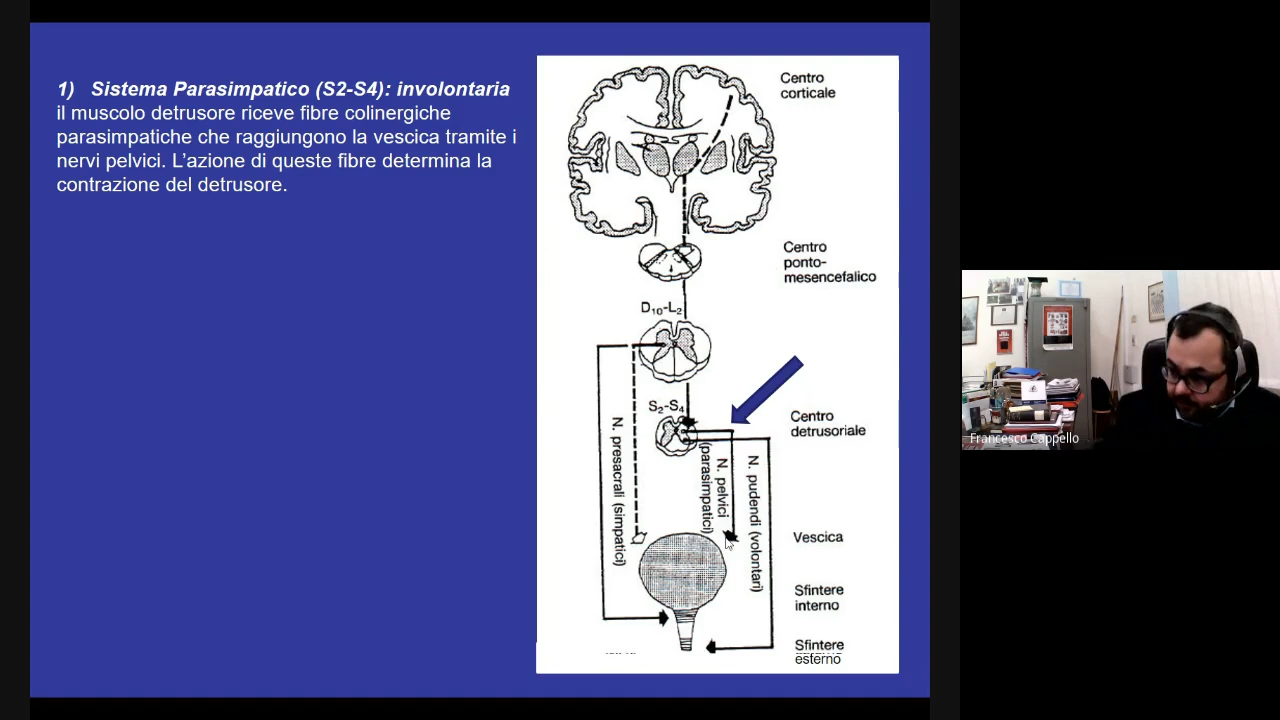 1) Sistema Parasimpatico (S2-S4): involontaria
il muscolo detrusore riceve fibre colinergiche
parasimpatiche che raggiungono la vescica tramite i
nervi pelvici. L'azione di queste fibre determina la
contrazione del detrusore.
Centro
corticale
Centro
ponto-
mesencefalico
D10-L2
S2-S4
Centro
detrusoriale
N. presacrali (simpatici)
N. pelvici
(parasimpatici)
N. pudendi (volontari)
Vescica
Sfintere
interno
Sfintere
esterno
Francesco Cappello